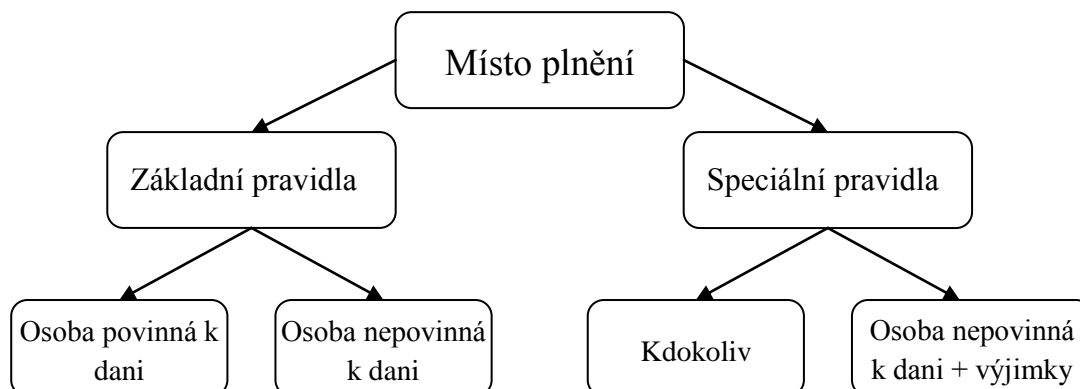 Místo plnění
Základní pravidla
Speciální pravidla
Osoba povinná k
dani
Osoba nepovinná
k dani
Kdokoliv
Osoba nepovinná
k dani + výjimky